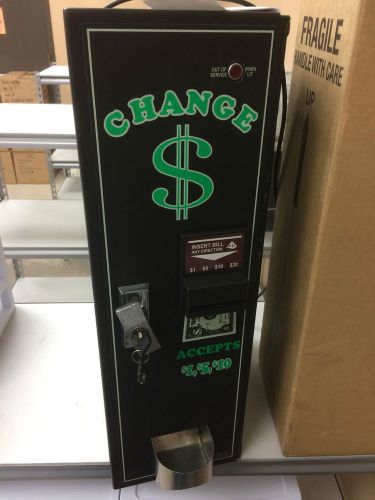 OUT OF SERVICE
WHEN LIT
CHANGE
$
INSERT BILL
ANY DIRECTION
$1 $5 $10 $20
ACCEPTS
$1, $5, $10
FRAGILE
HANDLE WITH CARE
UP